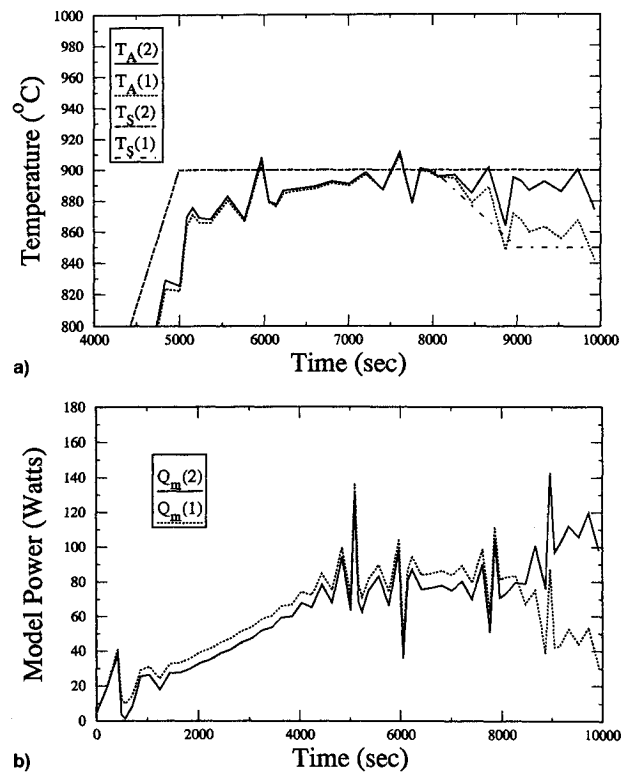 1000
980
960
940
920
900
880
860
840
820
800
Temperature (°C)
T_A(2)
T_A(1)
T_S(2)
T_S(1)
4000 5000 6000 7000 8000 9000 10000
Time (sec)
a)
180
160
140
120
100
80
60
40
20
0
Model Power (Watts)
Q_m(2)
Q_m(1)
0 2000 4000 6000 8000 10000
Time (sec)
b)